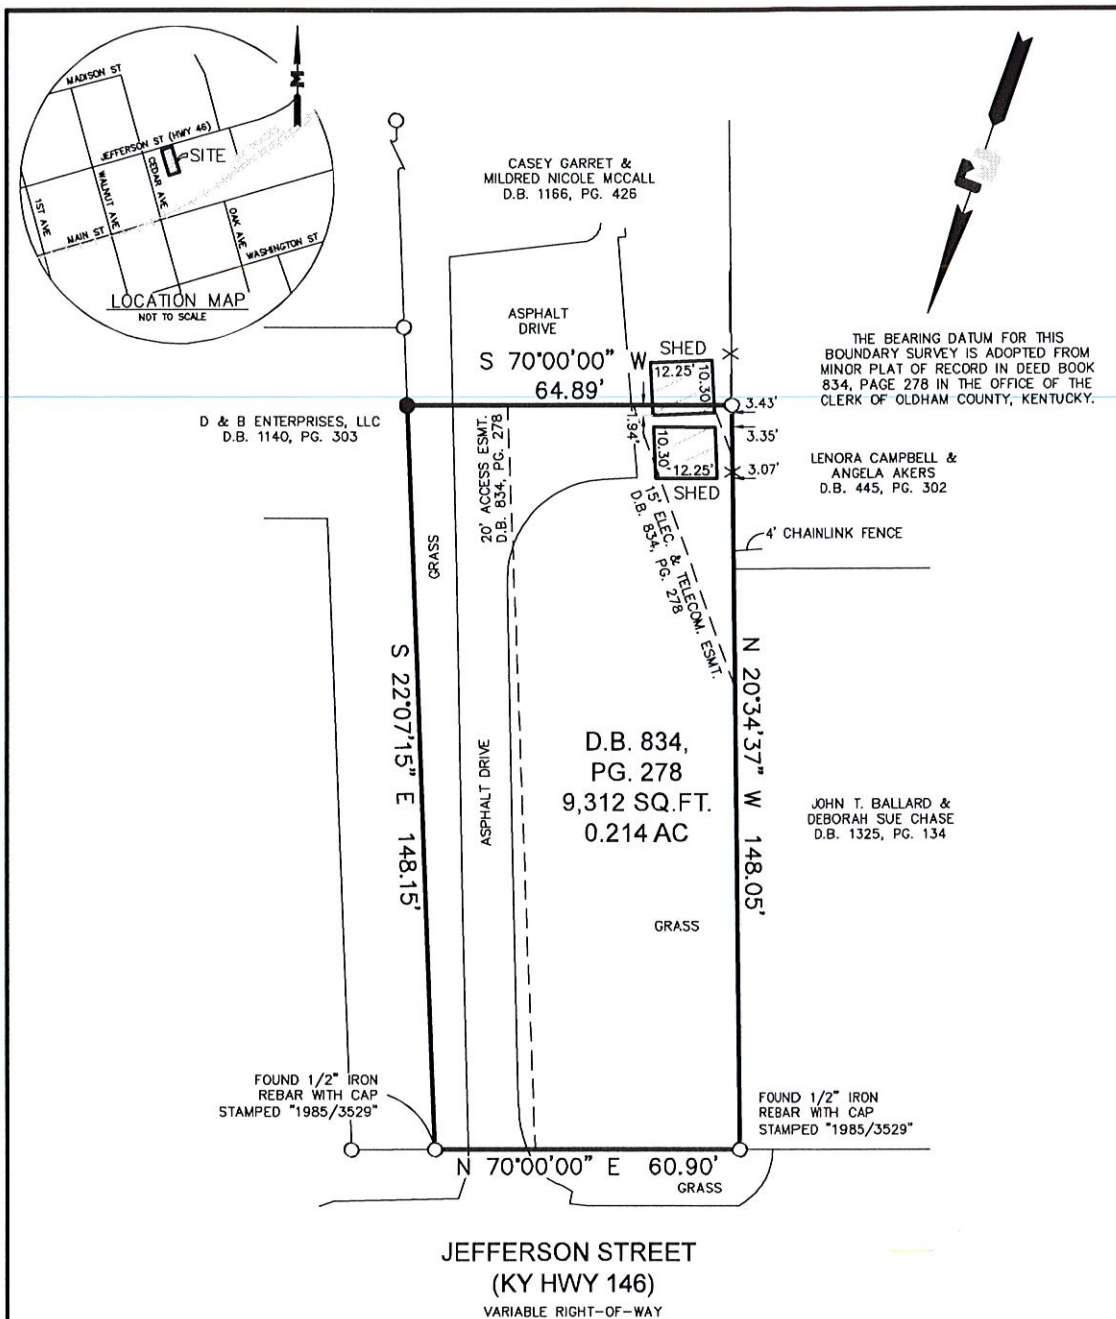 MADISON ST
JEFFERSON ST (HWY 46)
SITE
CEDAR AVE
WALNUT AVE
1ST AVE
MAIN ST
OAK AVE
WASHINGTON ST
LOCATION MAP
NOT TO SCALE
CASEY GARRET &
MILDRED NICOLE MCCALL
D.B. 1166, PG. 426
THE BEARING DATUM FOR THIS
BOUNDARY SURVEY IS ADOPTED FROM
MINOR PLAT OF RECORD IN DEED BOOK
834, PAGE 278 IN THE OFFICE OF THE
CLERK OF OLDHAM COUNTY, KENTUCKY.
ASPHALT
DRIVE
S 70°00'00" W
64.89'
SHED
12.25'
10.30'
3.43'
3.35'
3.07'
1.94'
10.30'
12.25'
SHED
D & B ENTERPRISES, LLC
D.B. 1140, PG. 303
LENORA CAMPBELL &
ANGELA AKERS
D.B. 445, PG. 302
20' ACCESS ESMT.
D.B. 834, PG. 278
15' ELEC. & TELECOM. ESMT.
D.B. 834, PG. 278
4' CHAINLINK FENCE
GRASS
S 22°07'15" E 148.15'
ASPHALT DRIVE
D.B. 834,
PG. 278
9,312 SQ.FT.
0.214 AC
N 20°34'37" W 148.05'
JOHN T. BALLARD &
DEBORAH SUE CHASE
D.B. 1325, PG. 134
GRASS
FOUND 1/2" IRON
REBAR WITH CAP
STAMPED "1985/3529"
FOUND 1/2" IRON
REBAR WITH CAP
STAMPED "1985/3529"
N 70°00'00" E 60.90'
GRASS
JEFFERSON STREET
(KY HWY 146)
VARIABLE RIGHT-OF-WAY